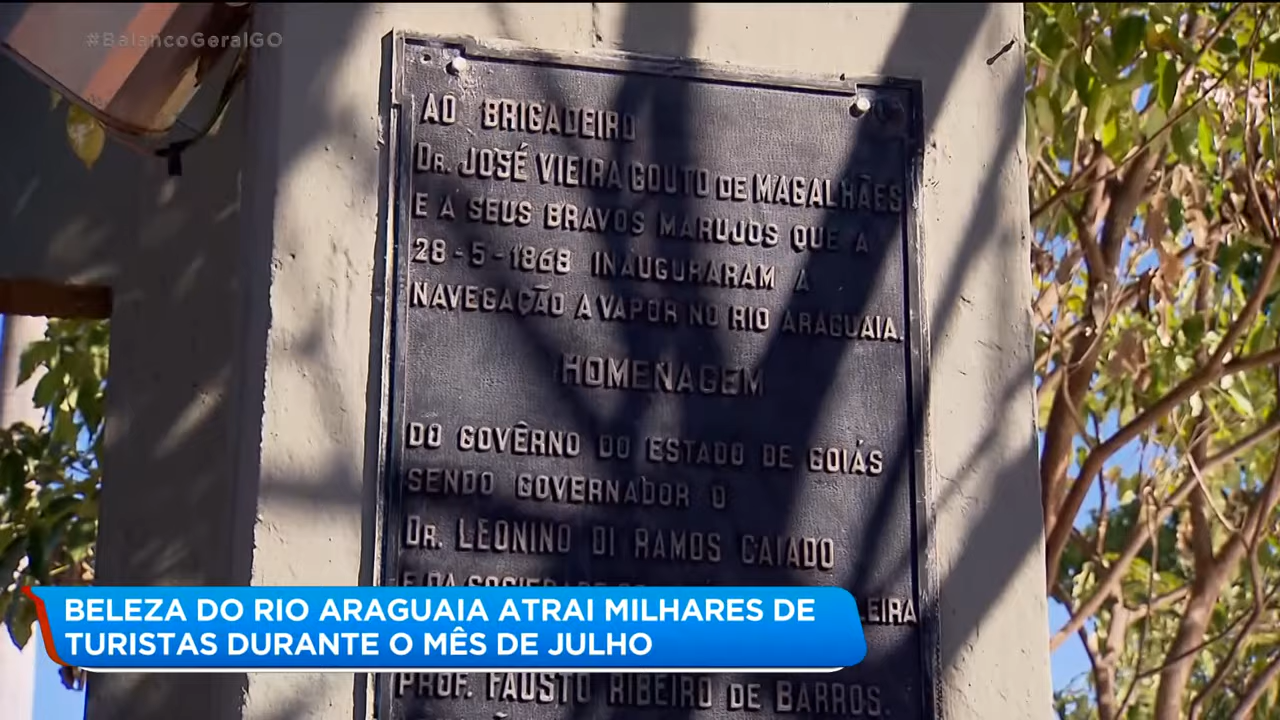 #BalancoGeralGO
AO BRIGADEIRO
DR. JOSÉ VIEIRA COUTO DE MAGALHÃES
E A SEUS BRAVOS MARUJOS QUE A
28-5-1868 INAUGURARAM A
NAVEGAÇÃO A VAPOR NO RIO ARAGUAIA.
HOMENAGEM
DO GOVÊRNO DO ESTADO DE GOIÁS
SENDO GOVERNADOR O
DR. LEONINO DI RAMOS CAIADO
E DA SOCIEDADE
BELEZA DO RIO ARAGUAIA ATRAI MILHARES DE
TURISTAS DURANTE O MÊS DE JULHO
PROF. FAUSTO RIBEIRO DE BARROS.